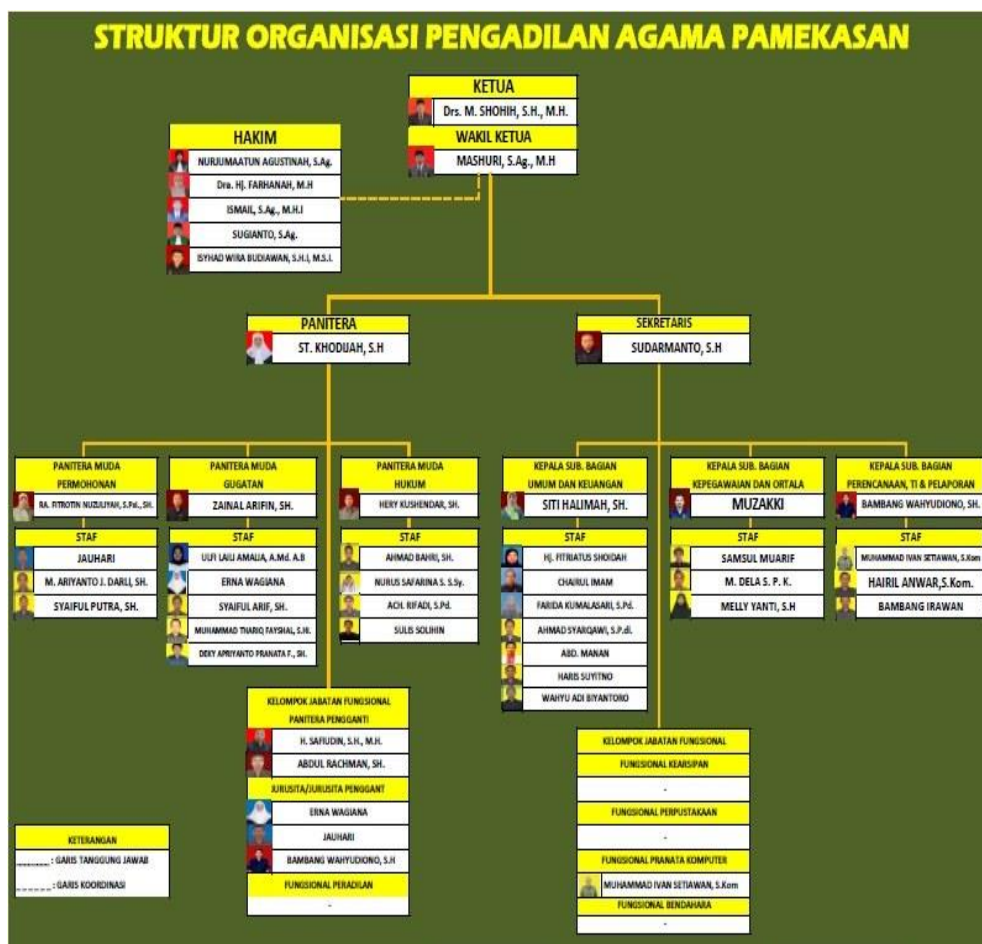 STRUKTUR ORGANISASI PENGADILAN AGAMA PAMEKASAN
KETUA
Drs. M. SHOHIH, S.H., M.H.
WAKIL KETUA
MASHURI, S.Ag., M.H
HAKIM
NURJUMAATUN AGUSTINAH, S.Ag.
Dra. Hj. FARHANAH, M.H
ISMAIL, S.Ag., M.H.I
SUGIANTO, S.Ag.
ISYHAD WIRA BUDIAWAN, S.H.I, M.S.I.
PANITERA
ST. KHODIJAH, S.H
SEKRETARIS
SUDARMANTO, S.H
PANITERA MUDA
PERMOHONAN
RA. FITROTIN NUZULIYAH, S.Psi., SH.
STAF
JAUHARI
M. ARIYANTO J. DARLI, SH.
SYAIFUL PUTRA, SH.
PANITERA MUDA
GUGATAN
ZAINAL ARIFIN, SH.
STAF
ULFI LAILI AMALIA, A.Md. A.B
ERNA WAGIANA
SYAIFUL ARIF, SH.
MUHAMMAD THARIQ FAYSHAL, S.HI.
DEKY APRIYANTO PRANATA F., SH.
PANITERA MUDA
HUKUM
HERY KUSHENDAR, SH.
STAF
AHMAD BAHRI, SH.
NURUS SAFARINA S. S.Sy.
ACH. RIFADI, S.Pd.
SULIS SOLIHIN
KEPALA SUB. BAGIAN
UMUM DAN KEUANGAN
SITI HALIMAH, SH.
STAF
HJ. FITRIATUS SHOIDAH
CHAIRUL IMAM
FARIDA KUMALASARI, S.Pd.
AHMAD SYARQAWI, S.P.dI.
ABD. MANAN
HARIS SUYITNO
WAHYU ADI BIYANTORO
KEPALA SUB. BAGIAN
KEPEGAWAIAN DAN ORTALA
MUZAKKI
STAF
SAMSUL MUARIF
M. DELA S. P. K.
MELLY YANTI, S.H
KEPALA SUB. BAGIAN
PERENCANAAN, TI & PELAPORAN
BAMBANG WAHYUDIONO, SH.
STAF
MUHAMMAD IVAN SETIAWAN, S.Kom
HAIRIL ANWAR,S.Kom.
BAMBANG IRAWAN
KELOMPOK JABATAN FUNGSIONAL
PANITERA PENGGANTI
H. SAFIUDIN, S.H., M.H.
ABDUL RACHMAN, SH.
JURUSITA/JURUSITA PENGGANT
ERNA WAGIANA
JAUHARI
BAMBANG WAHYUDIONO, S.H
FUNGSIONAL PERADILAN
-
KELOMPOK JABATAN FUNGSIONAL
FUNGSIONAL KEARSIPAN
-
FUNGSIONAL PERPUSTAKAAN
-
FUNGSIONAL PRANATA KOMPUTER
MUHAMMAD IVAN SETIAWAN, S.Kom
FUNGSIONAL BENDAHARA
-
KETERANGAN
: GARIS TANGGUNG JAWAB
: GARIS KOORDINASI